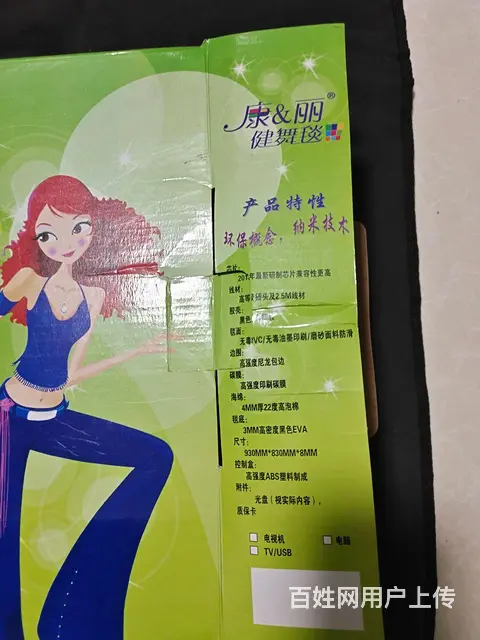 康&丽®
健舞毯
产品特性
环保概念，纳米技术
芯片:
年最新研制芯片兼容性更高
线材:
高等 插头及2.5M线材
胶壳:
黑色
毯面:
无毒IVC/无毒油墨印刷/磨砂面料防滑
边围:
高强度尼龙包边
碳膜:
高强度印刷碳膜
海绵:
4MM厚22度高泡棉
毯底:
3MM高密度黑色EVA
尺寸:
930MM*830MM*8MM
控制盒:
高强度ABS塑料制成
附件:
光盘（视实际内容），
质保卡
电视机 电脑
TV/USB
百姓网用户上传